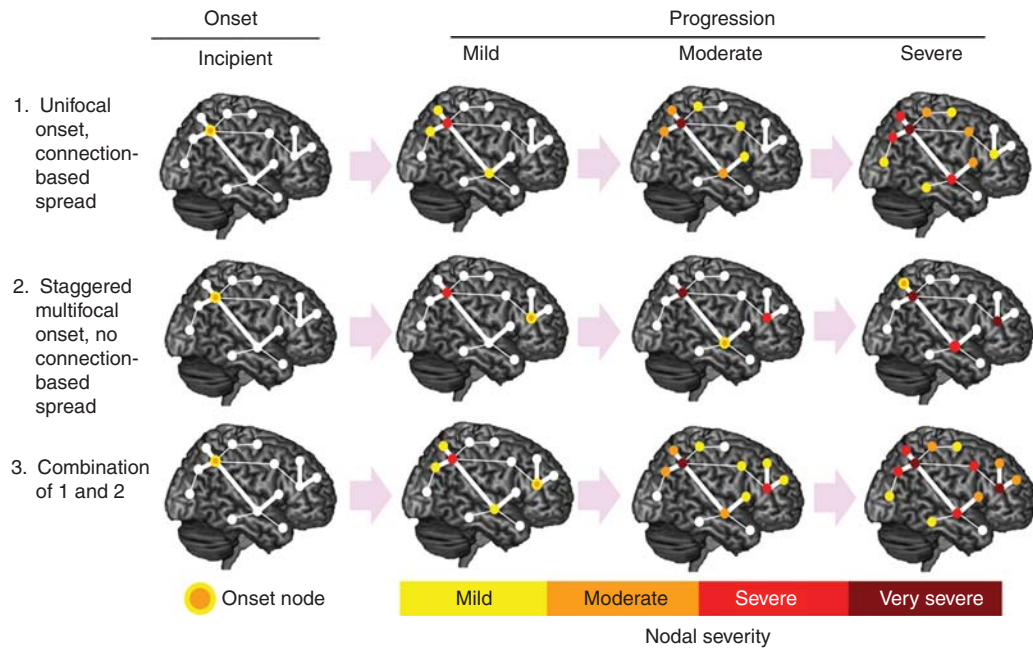 Onset
Progression
Incipient
Mild
Moderate
Severe
1. Unifocal
onset,
connection-
based
spread
2. Staggered
multifocal
onset, no
connection-
based
spread
3. Combination
of 1 and 2
Onset node
Mild
Moderate
Severe
Very severe
Nodal severity